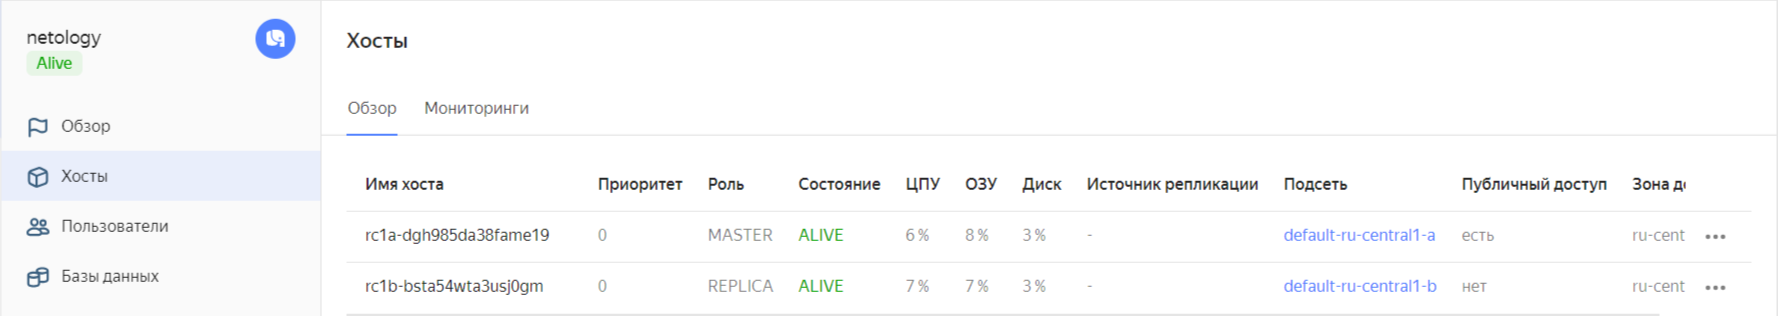 netology
Alive
Обзор
Хосты
Пользователи
Базы данных
Хосты
Обзор Мониторинги
Имя хоста Приоритет Роль Состояние ЦПУ ОЗУ Диск Источник репликации Подсеть Публичный доступ Зона до
rc1a-dgh985da38fame19 0 MASTER ALIVE 6 % 8 % 3 % - default-ru-central1-a есть ru-cent
rc1b-bsta54wta3usj0gm 0 REPLICA ALIVE 7 % 7 % 3 % - default-ru-central1-b нет ru-cent